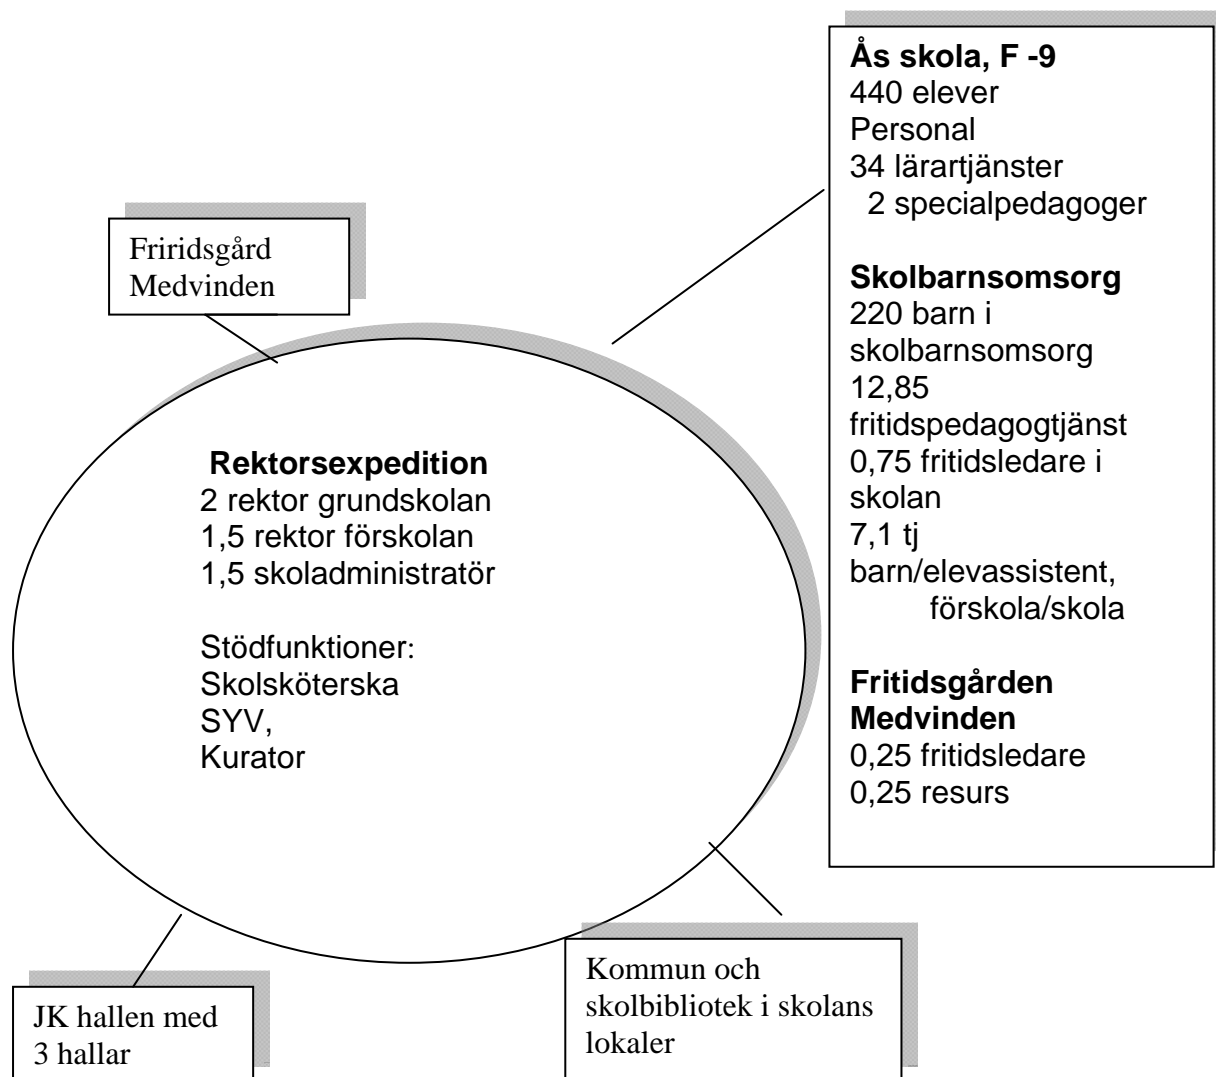 Ås skola, F -9
440 elever
Personal
34 lärartjänster
2 specialpedagoger
Skolbarnsomsorg
220 barn i
skolbarnsomsorg
12,85
fritidspedagogtjänst
0,75 fritidsledare i
skolan
7,1 tj
barn/elevassistent,
förskola/skola
Fritidsgården
Medvinden
0,25 fritidsledare
0,25 resurs
Friridsgård
Medvinden
Rektorsexpedition
2 rektor grundskolan
1,5 rektor förskolan
1,5 skoladministratör
Stödfunktioner:
Skolsköterska
SYV,
Kurator
Kommun och
skolbibliotek i skolans
lokaler
JK hallen med
3 hallar